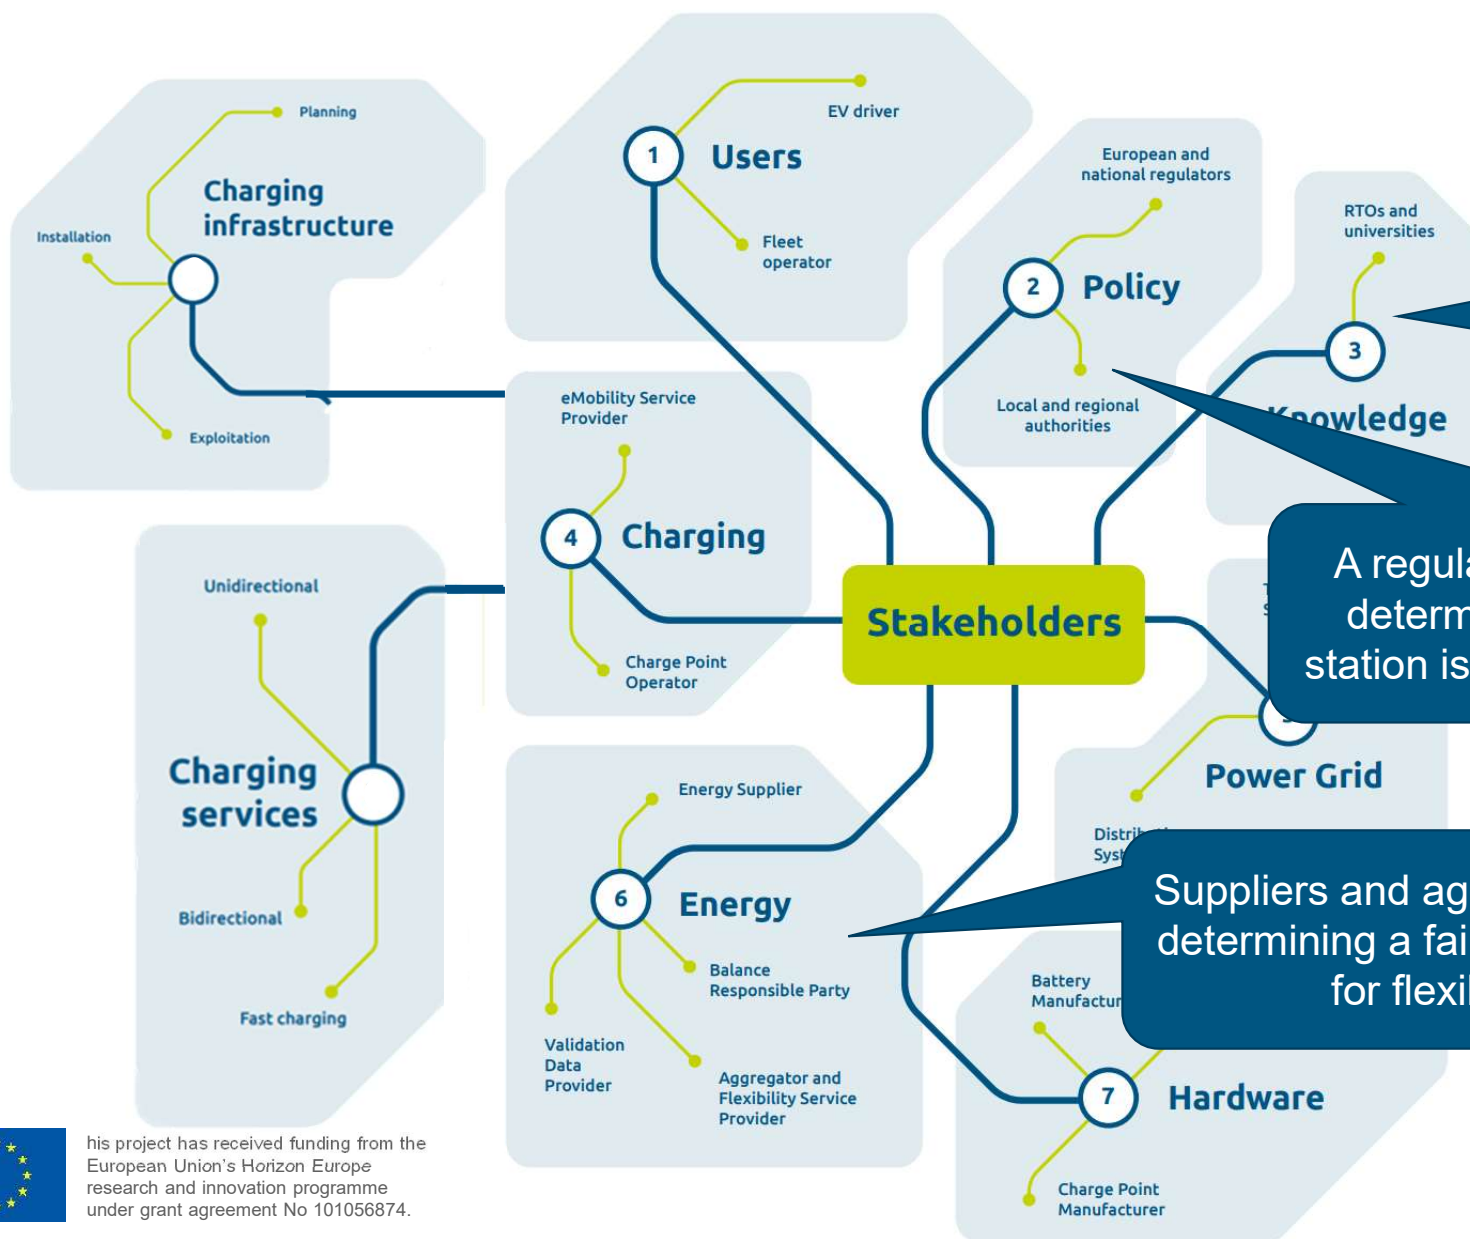 Planning
Charging
infrastructure
Installation
Exploitation
1
Users
EV driver
Fleet
operator
European and
national regulators
2
Policy
Local and regional
authorities
RTOs and
universities
3
Knowledge
eMobility Service
Provider
4
Charging
Charge Point
Operator
Stakeholders
A
determ
station is
Power Grid
Unidirectional
Charging
services
Bidirectional
Fast charging
Energy Supplier
6
Energy
Balance
Responsible Party
Validation
Data
Provider
Aggregator and
Flexibility Service
Provider
Suppliers and ag
determining a fai
for flexi
Battery
Manufactur
7
Hardware
Charge Point
Manufacturer
his project has received funding from the
European Union's Horizon Europe
research and innovation programme
under grant agreement No 101056874.